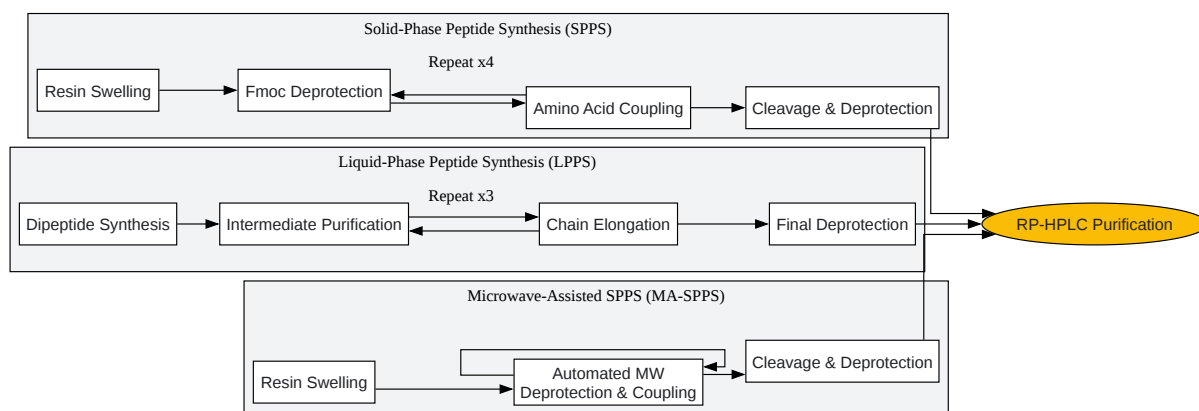 Solid-Phase Peptide Synthesis (SPPS)
Repeat x4
Resin Swelling
Fmoc Deprotection
Amino Acid Coupling
Cleavage & Deprotection
Liquid-Phase Peptide Synthesis (LPPS)
Repeat x3
Dipeptide Synthesis
Intermediate Purification
Chain Elongation
Final Deprotection
RP-HPLC Purification
Microwave-Assisted SPPS (MA-SPPS)
Resin Swelling
Automated MW
Deprotection & Coupling
Cleavage & Deprotection